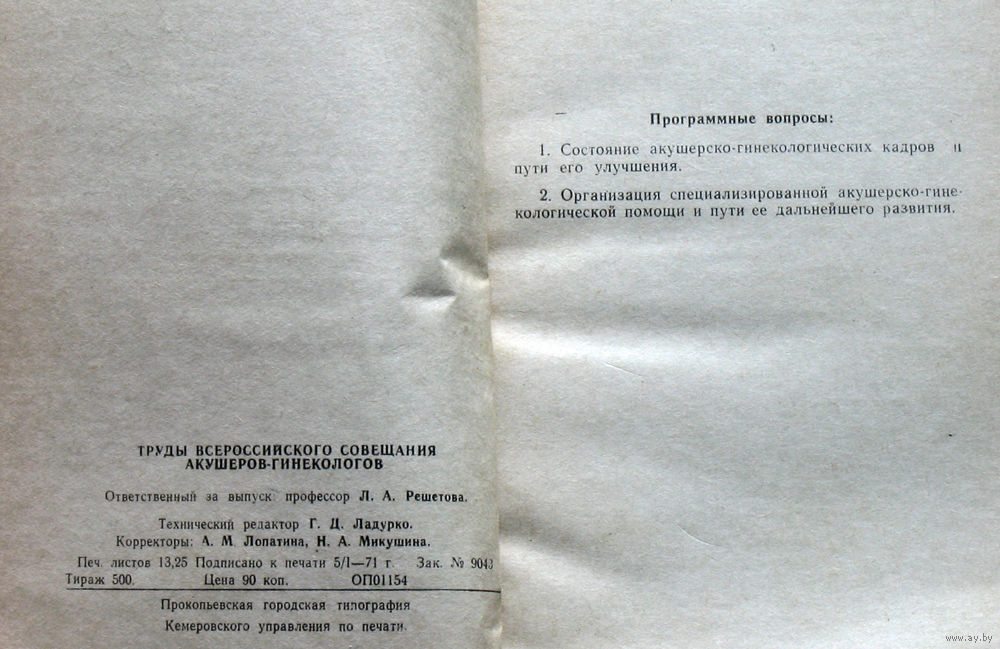 ТРУДЫ ВСЕРОССИЙСКОГО СОВЕЩАНИЯ
АКУШЕРОВ-ГИНЕКОЛОГОВ
Ответственный за выпуск: профессор Л. А. Решетова.
Технический редактор Г. Д. Ладурко.
Корректоры: А. М. Лопатина, Н. А. Микушина.
Печ. листов 13,25 Подписано к печати 5/I—71 г. Зак. № 9043
Тираж 500. Цена 90 коп. ОП01154
Прокопьевская городская типография
Кемеровского управления по печати.
Программные вопросы:
1. Состояние акушерско-гинекологических кадров и
пути его улучшения.
2. Организация специализированной акушерско-гине-
кологической помощи и пути ее дальнейшего развития.
www.ay.by